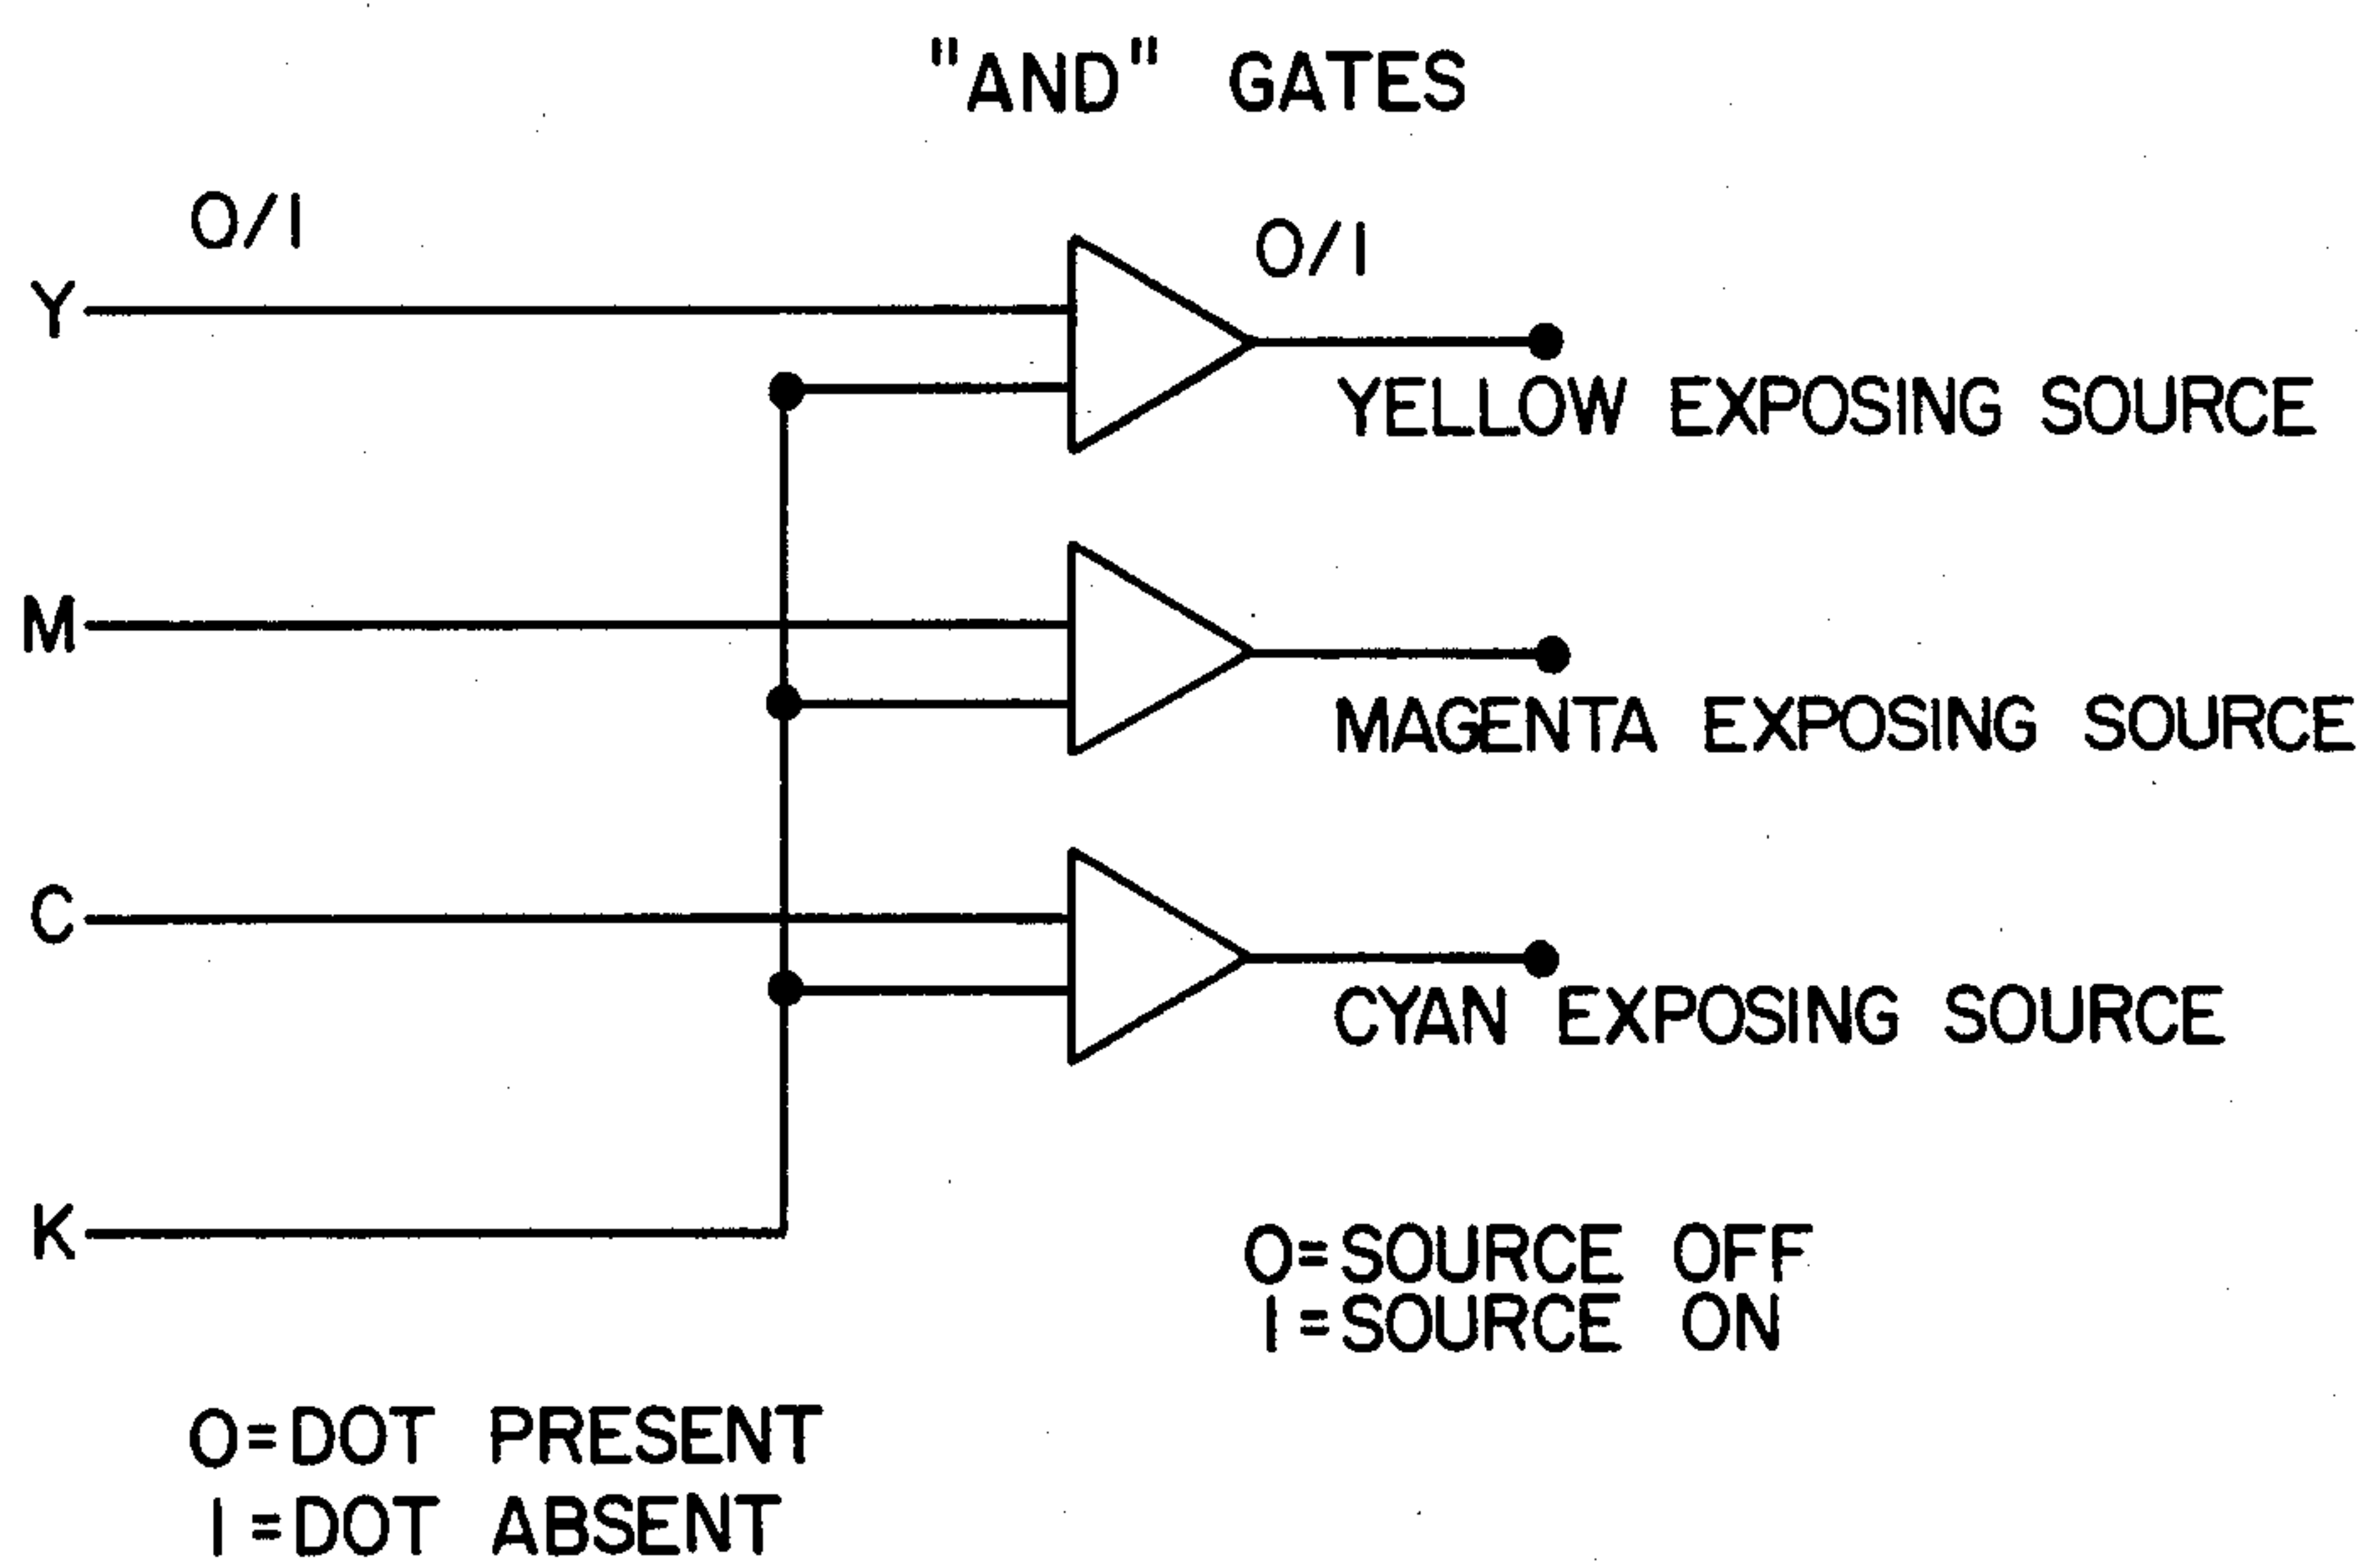 "AND" GATES
0/1
0/1
Y
YELLOW EXPOSING SOURCE
M
MAGENTA EXPOSING SOURCE
C
CYAN EXPOSING SOURCE
K
0=SOURCE OFF
1=SOURCE ON
0=DOT PRESENT
1=DOT ABSENT